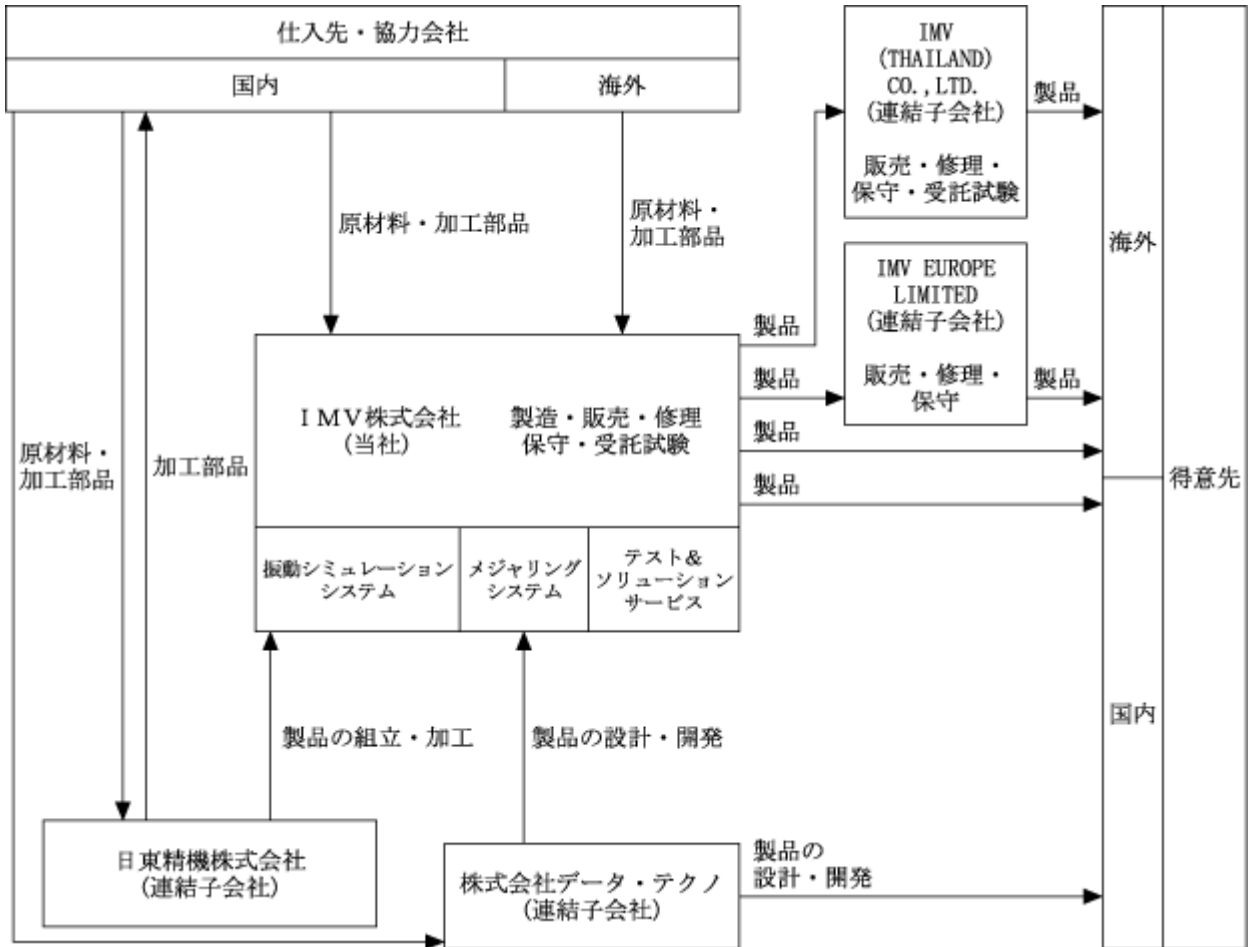 仕入先・協力会社
国内
海外
原材料・加工部品
原材料・
加工部品
原材料・
加工部品
加工部品
ＩＭＶ株式会社
(当社)
製造・販売・修理
保守・受託試験
振動シミュレーション
システム
メジャリング
システム
テスト&
ソリューション
サービス
製品
製品
製品
製品
IMV
(THAILAND)
CO.,LTD.
(連結子会社)
販売・修理・
保守・受託試験
製品
IMV EUROPE
LIMITED
(連結子会社)
販売・修理・
保守
製品
海外
国内
得意先
製品の組立・加工
製品の設計・開発
日東精機株式会社
(連結子会社)
株式会社データ・テクノ
(連結子会社)
製品の
設計・開発